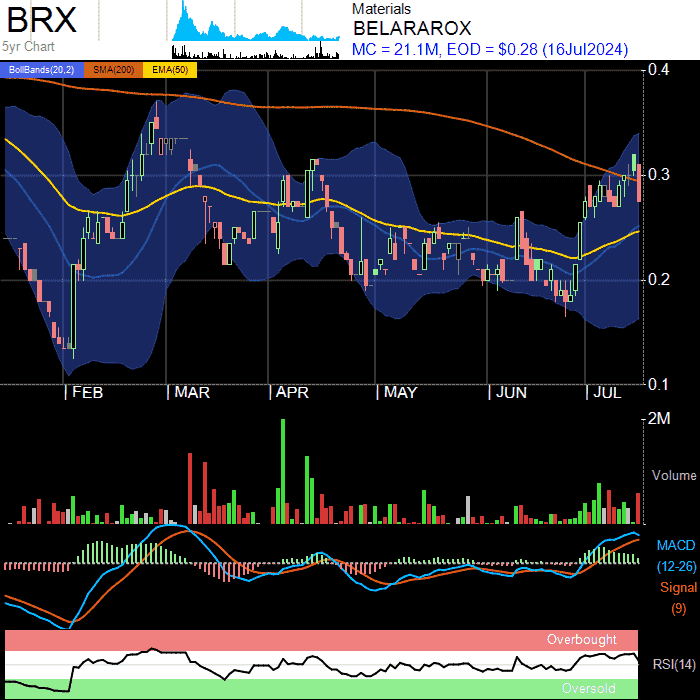 BRX
5yr Chart
Materials
BELARAROX
MC = 21.1M, EOD = $0.28 (16Jul2024)
BollBands(20,2) SMA(200) EMA(50)
0.4
0.3
0.2
0.1
FEB MAR APR MAY JUN JUL
2M
Volume
MACD
(12-26)
Signal
(9)
Overbought
RSI(14)
Oversold